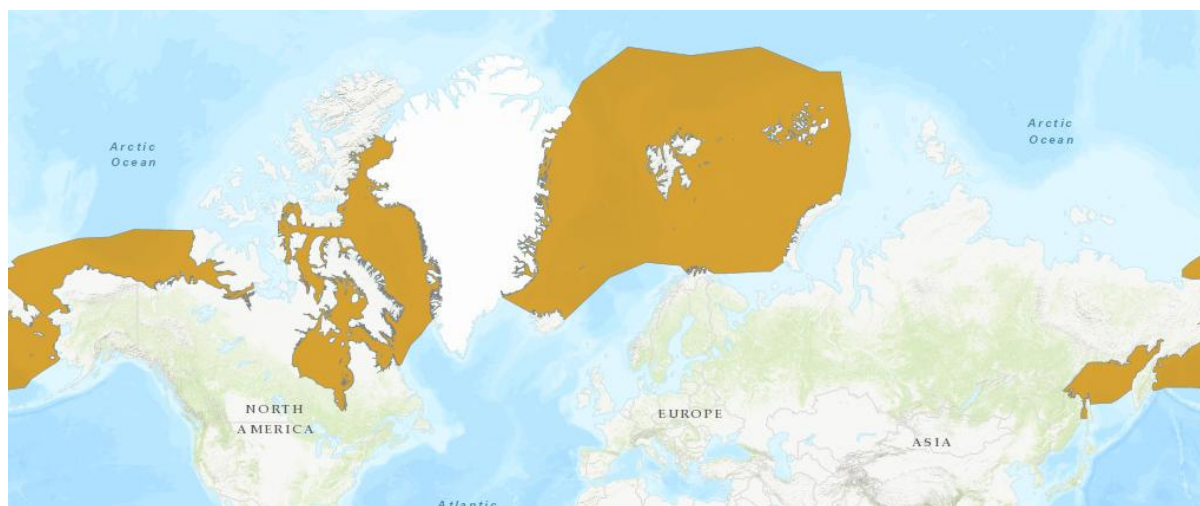 Arctic
Ocean
Arctic
Ocean
NORTH
AMERICA
EUROPE
ASIA
Atlantic